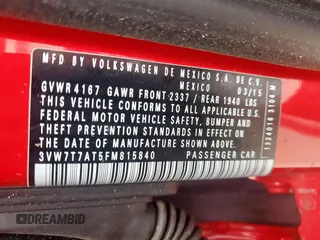 MFD. BY VOLKSWAGEN DE MEXICO S.A. DE C.V.
MEXICO 03/15
GVWR 4167 GAWR FRONT 2337 / REAR 1940 LBS
THIS VEHICLE CONFORMS TO ALL APPLICABLE U.S.
FEDERAL MOTOR VEHICLE SAFETY, BUMPER AND
THEFT PREVENTION STANDARDS IN EFFECT ON
THE DATE OF MANUFACTURE SHOWN ABOVE.
3VW7T7AT5FM815840 PASSENGER CAR
1334016 3104 M
DREAMBID